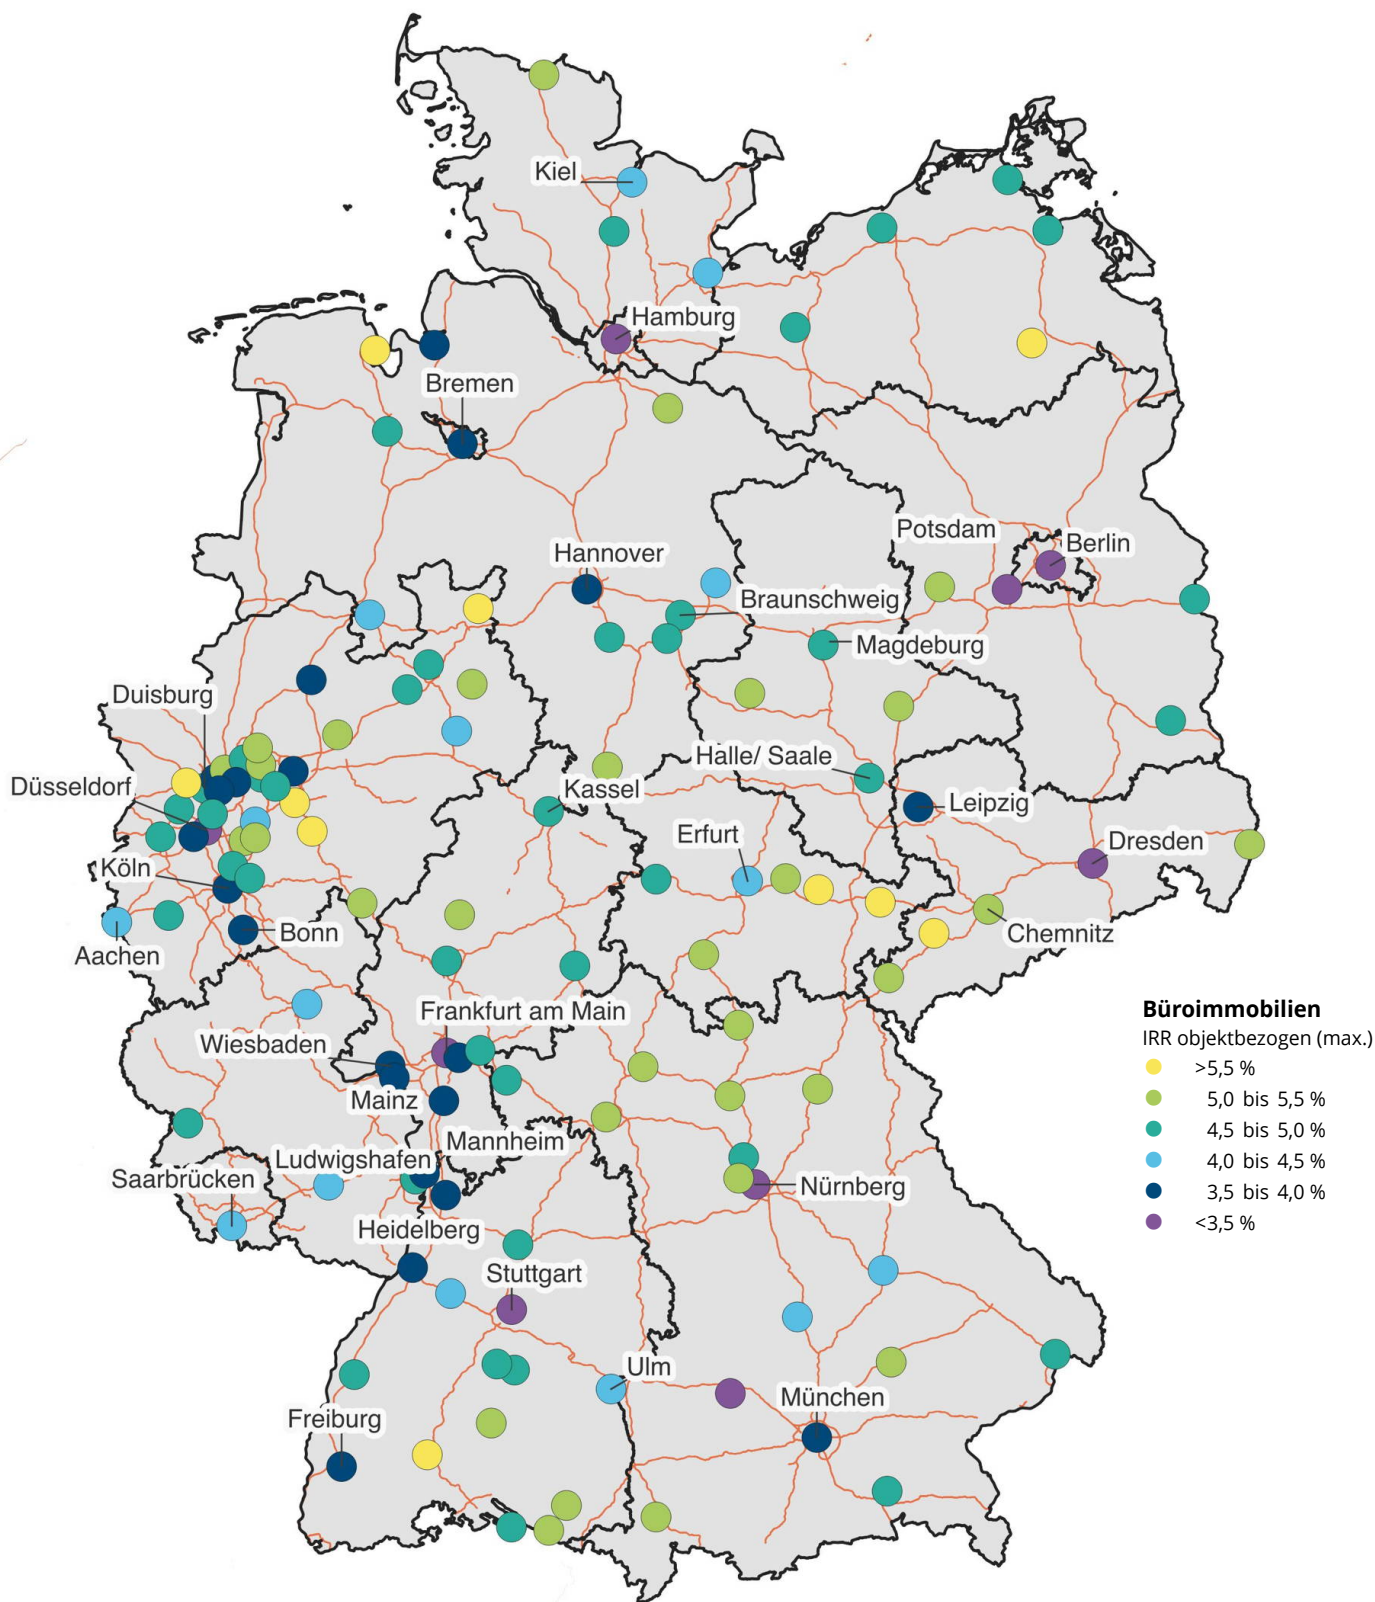 Kiel
Hamburg
Bremen
Potsdam
Berlin
Hannover
Braunschweig
Magdeburg
Duisburg
Halle/ Saale
Düsseldorf
Kassel
Leipzig
Erfurt
Dresden
Köln
Bonn
Chemnitz
Aachen
Frankfurt am Main
Wiesbaden
Mainz
Mannheim
Ludwigshafen
Saarbrücken
Nürnberg
Heidelberg
Stuttgart
Ulm
München
Freiburg
Büroimmobilien
IRR objektbezogen (max.)
>5,5 %
5,0 bis 5,5 %
4,5 bis 5,0 %
4,0 bis 4,5 %
3,5 bis 4,0 %
<3,5 %